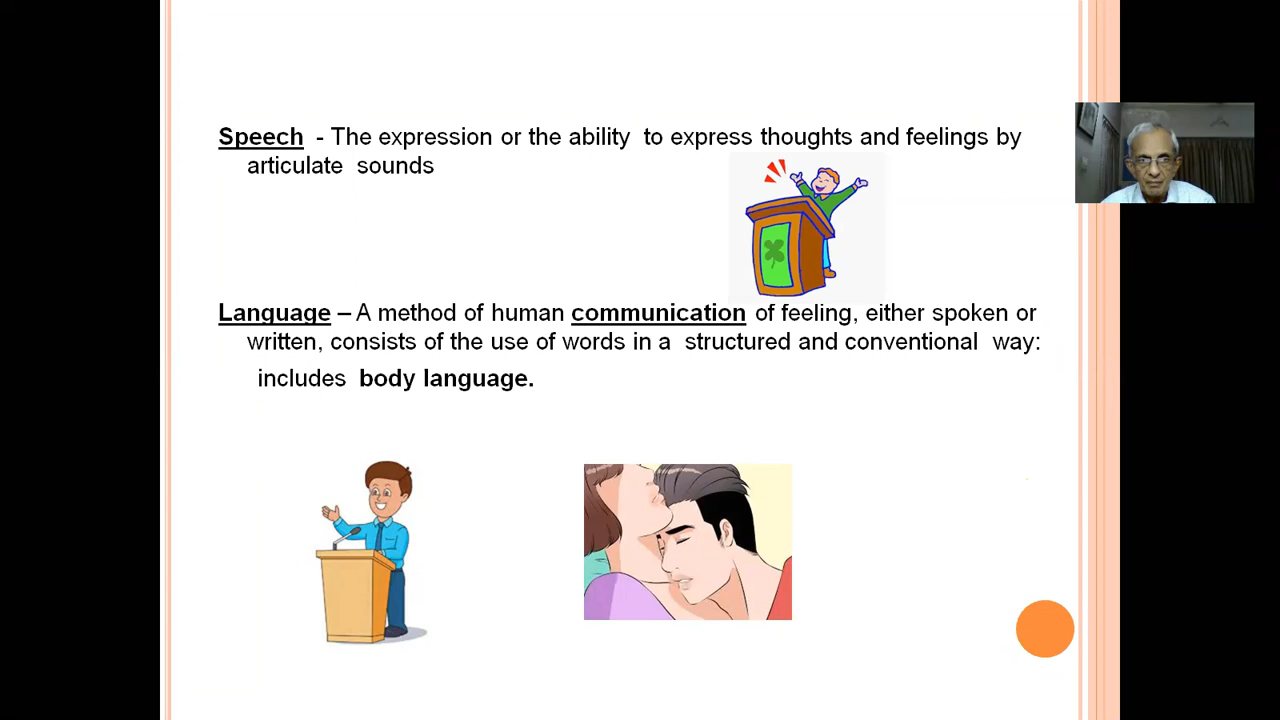 Speech - The expression or the ability to express thoughts and feelings by
articulate sounds
Language – A method of human communication of feeling, either spoken or
written, consists of the use of words in a structured and conventional way:
includes body language.